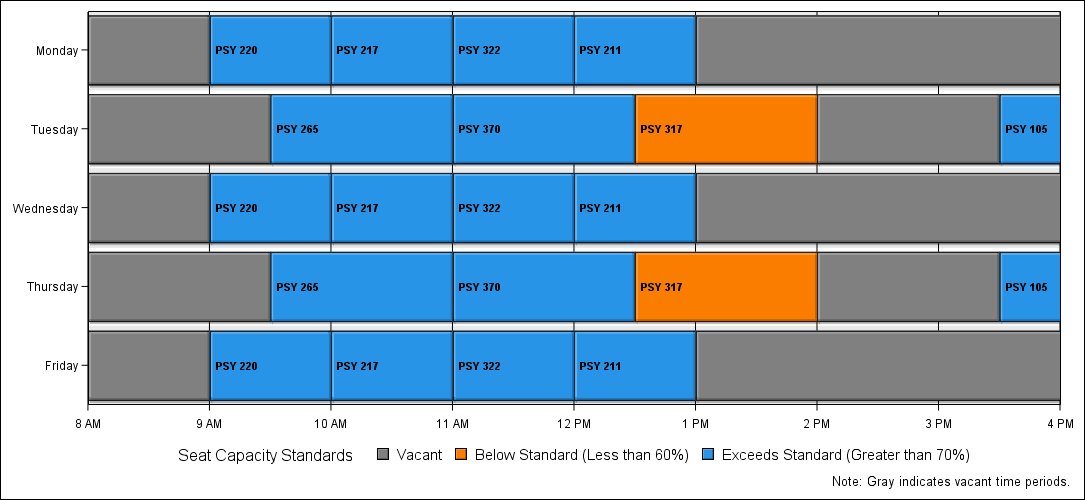 Monday PSY 220 PSY 217 PSY 322 PSY 211
Tuesday PSY 265 PSY 370 PSY 317 PSY 105
Wednesday PSY 220 PSY 217 PSY 322 PSY 211
Thursday PSY 265 PSY 370 PSY 317 PSY 105
Friday PSY 220 PSY 217 PSY 322 PSY 211
8 AM 9 AM 10 AM 11 AM 12 PM 1 PM 2 PM 3 PM 4 PM
Seat Capacity Standards Vacant Below Standard (Less than 60%) Exceeds Standard (Greater than 70%)
Note: Gray indicates vacant time periods.